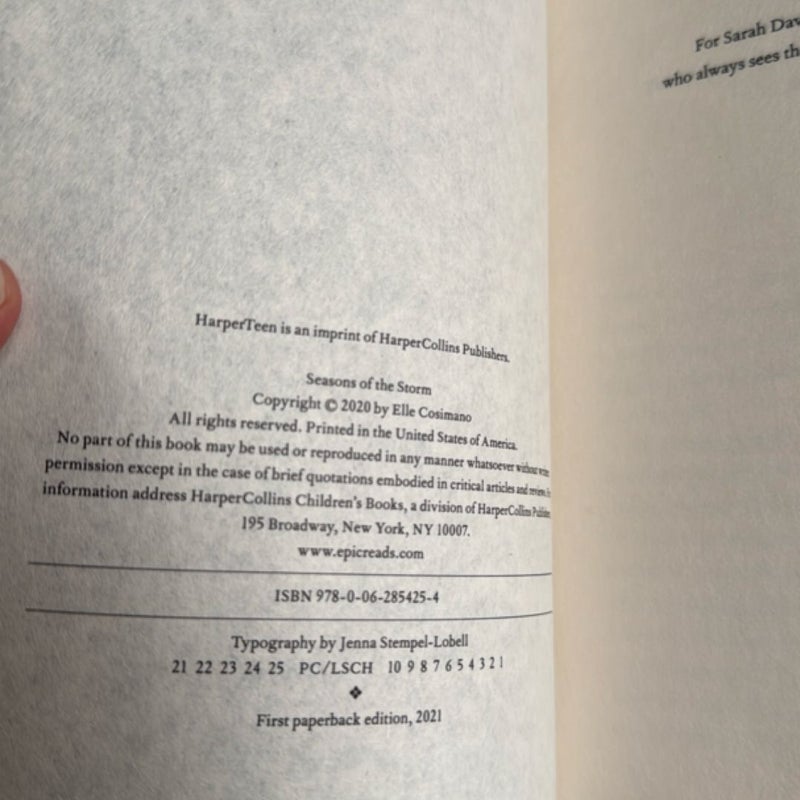 HarperTeen is an imprint of HarperCollins Publishers.
Seasons of the Storm
Copyright © 2020 by Elle Cosimano
All rights reserved. Printed in the United States of America.
No part of this book may be used or reproduced in any manner whatsoever without
permission except in the case of brief quotations embodied in critical articles and
information address HarperCollins Children's Books, a division of HarperCollins
195 Broadway, New York, NY 10007.
www.epicreads.com
ISBN 978-0-06-285425-4
Typography by Jenna Stempel-Lobell
21 22 23 24 25 PC/LSCH 10 9 8 7 6 5 4 3 2 1
❖
First paperback edition, 2021
For Sarah
who always sees